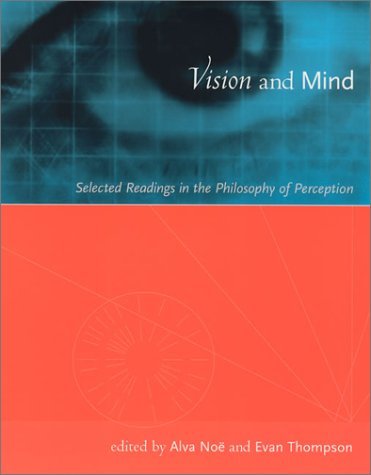 Vision and Mind
Selected Readings in the Philosophy of Perception
edited by Alva Noë and Evan Thompson